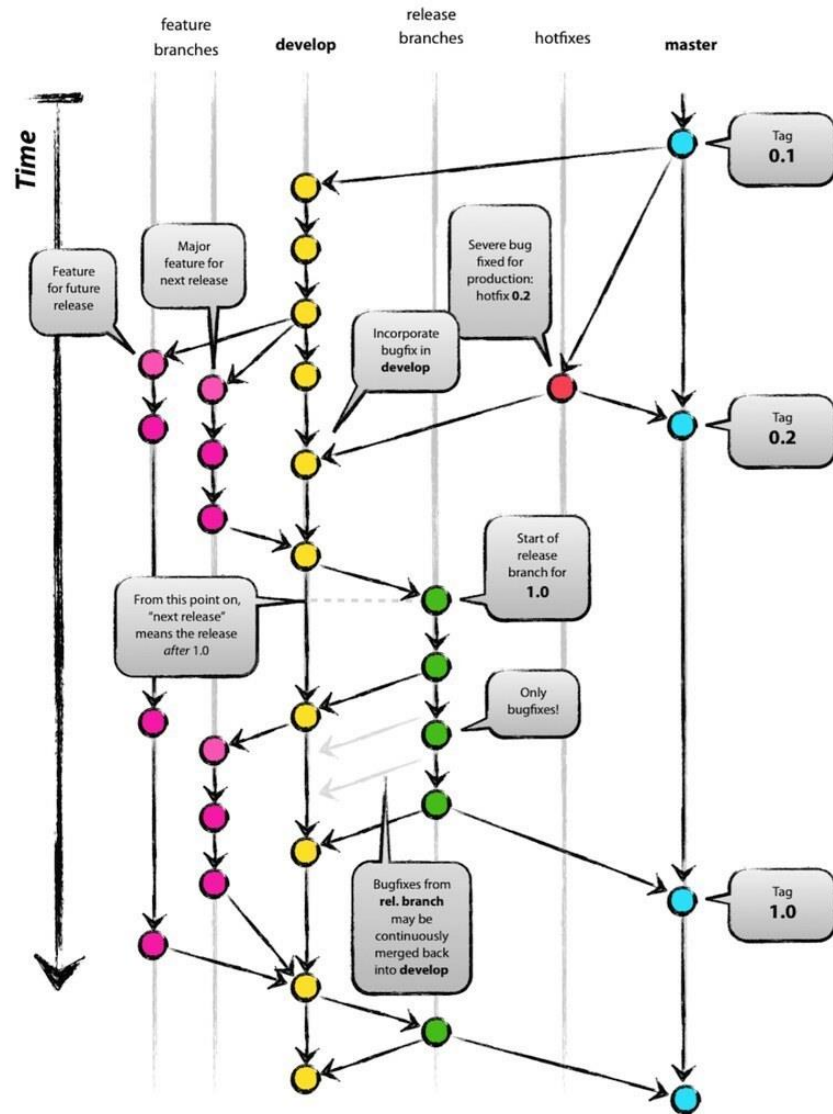 feature
branches
develop
release
branches
hotfixes
master
Time
Tag
0.1
Major
feature for
next release
Severe bug
fixed for
production:
hotfix 0.2
Feature
for future
release
Incorporate
bugfix in
develop
Tag
0.2
Start of
release
branch for
1.0
From this point on,
“next release”
means the release
after 1.0
Only
bugfixes!
Bugfixes from
rel. branch
may be
continuously
merged back
into develop
Tag
1.0